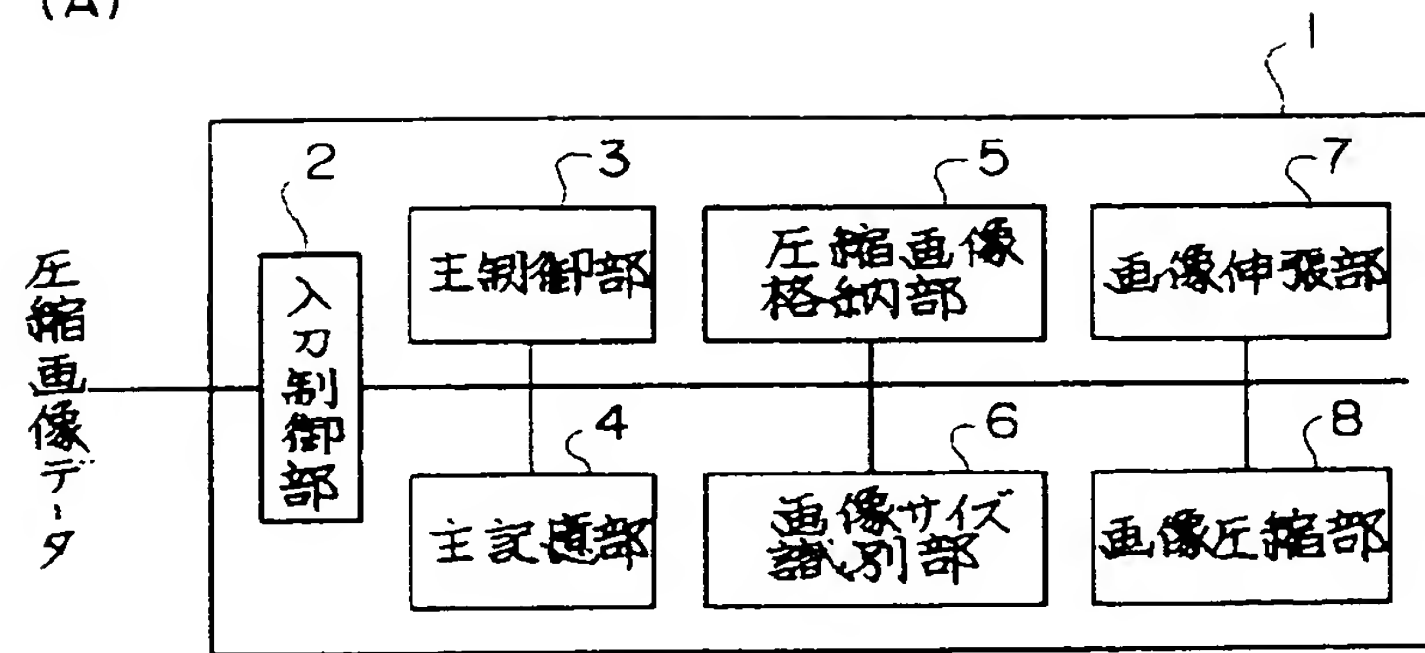 (A)
1
2
3
5
7
圧縮画像データ
入力制御部
主制御部
圧縮画像
格納部
画像伸張部
4
6
8
主記憶部
画像サイズ
識別部
画像圧縮部